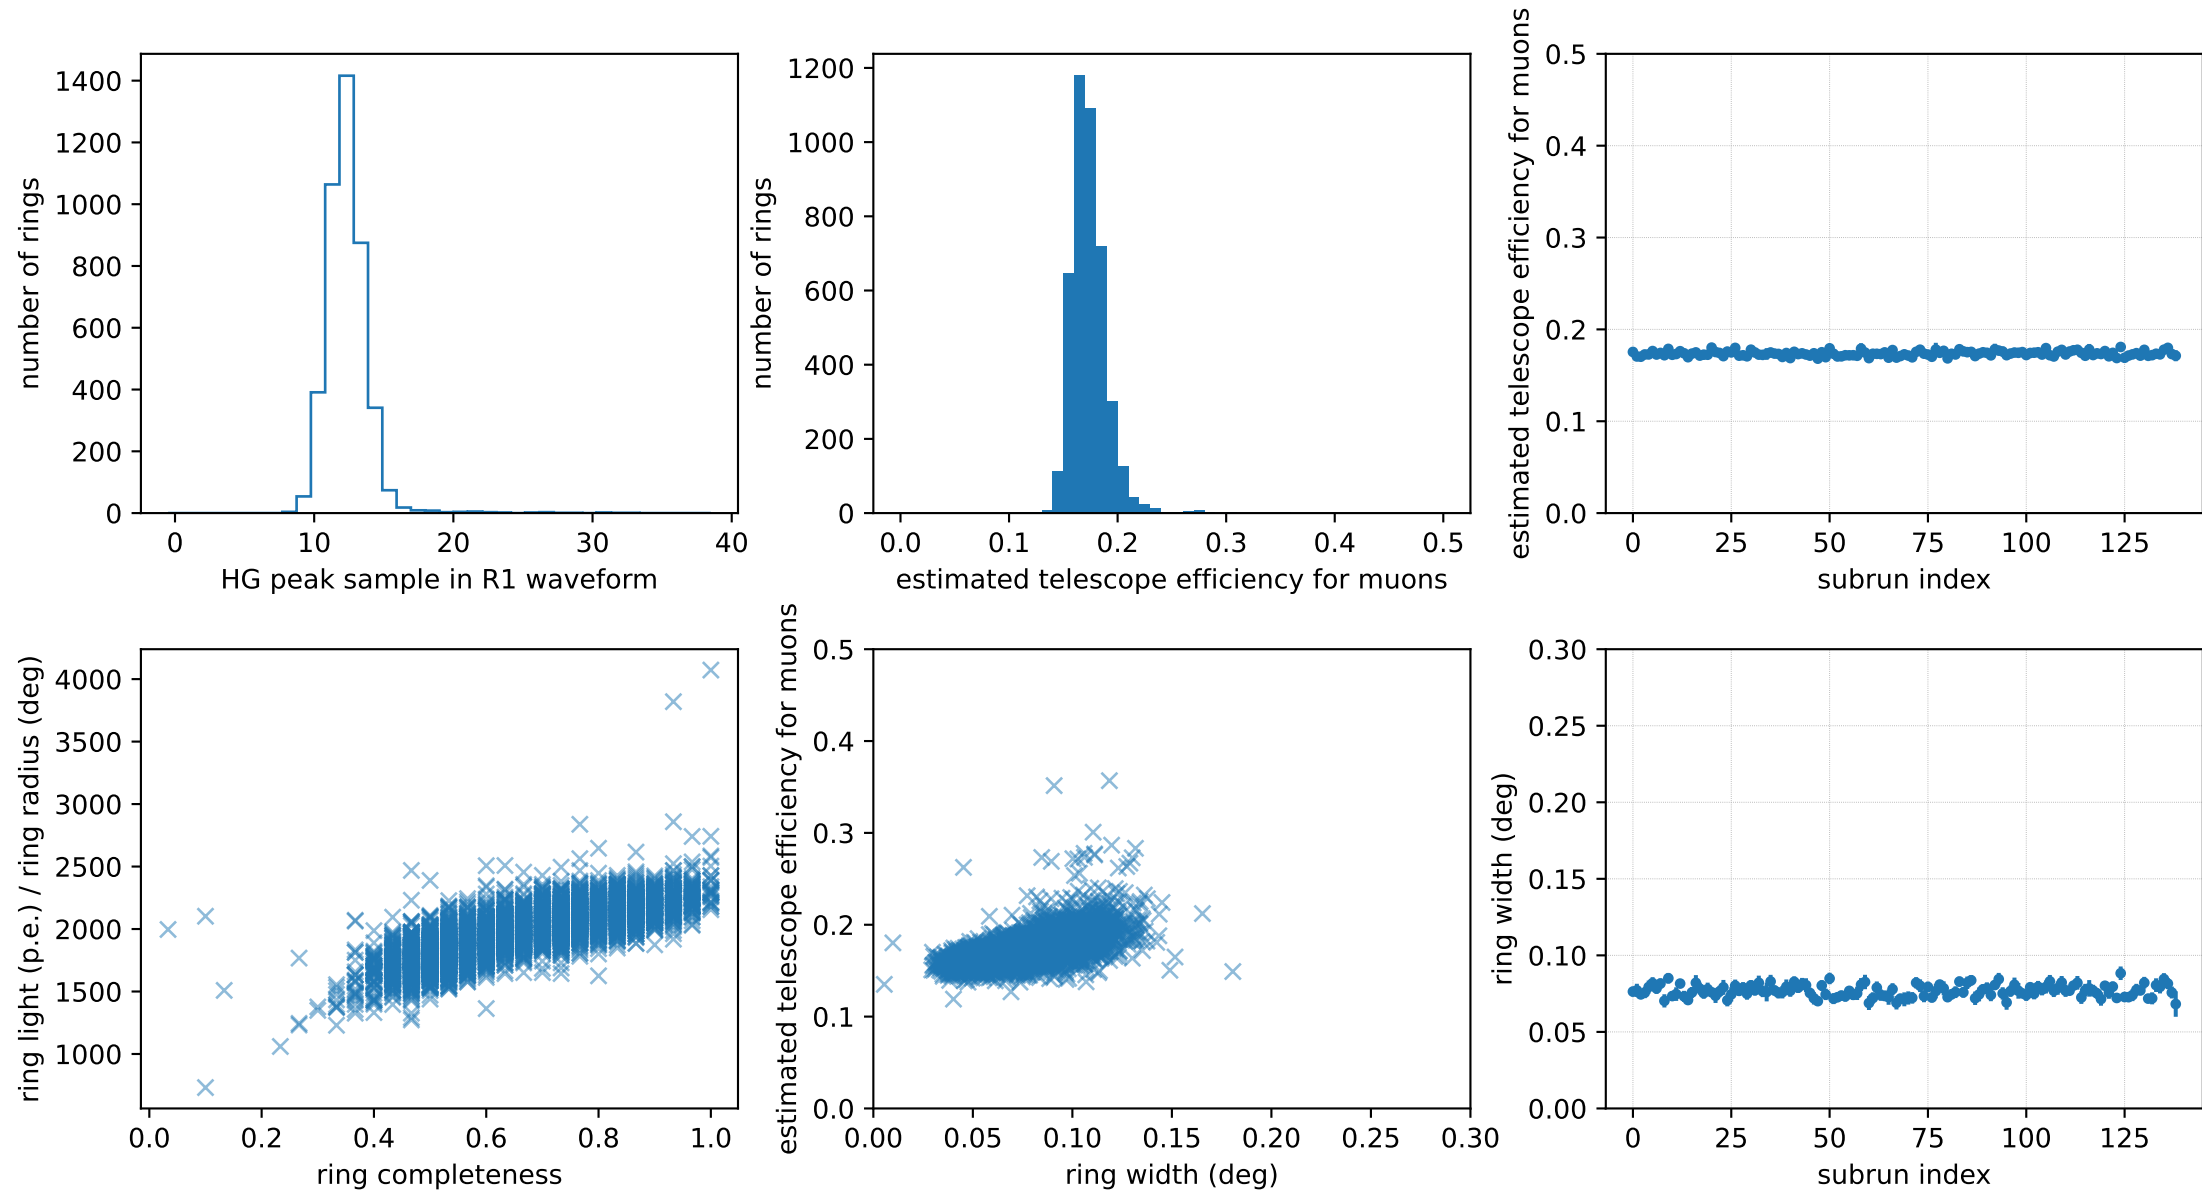 number of rings
1400
1200
1000
800
600
400
200
0
0 10 20 30 40
HG peak sample in R1 waveform
number of rings
1200
1000
800
600
400
200
0
0.0 0.1 0.2 0.3 0.4 0.5
estimated telescope efficiency for muons
estimated telescope efficiency for muons
0.5
0.4
0.3
0.2
0.1
0.0
0 25 50 75 100 125
subrun index
ring light (p.e.) / ring radius (deg)
4000
3500
3000
2500
2000
1500
1000
0.0 0.2 0.4 0.6 0.8 1.0
ring completeness
estimated telescope efficiency for muons
0.5
0.4
0.3
0.2
0.1
0.0
0.00 0.05 0.10 0.15 0.20 0.25 0.30
ring width (deg)
ring width (deg)
0.30
0.25
0.20
0.15
0.10
0.05
0.00
0 25 50 75 100 125
subrun index